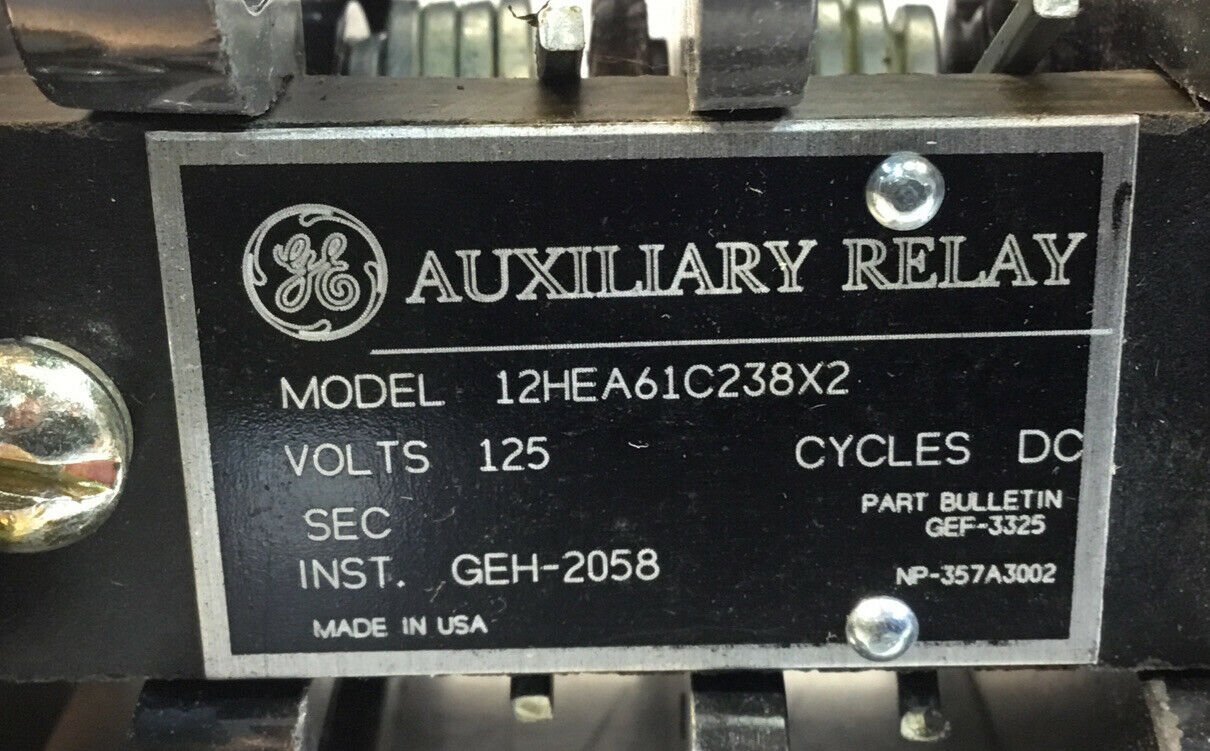 GE AUXILIARY RELAY
MODEL 12HEA61C238X2
VOLTS 125 CYCLES DC
SEC
PART BULLETIN
GEF-3325
INST. GEH-2058
NP-357A3002
MADE IN USA